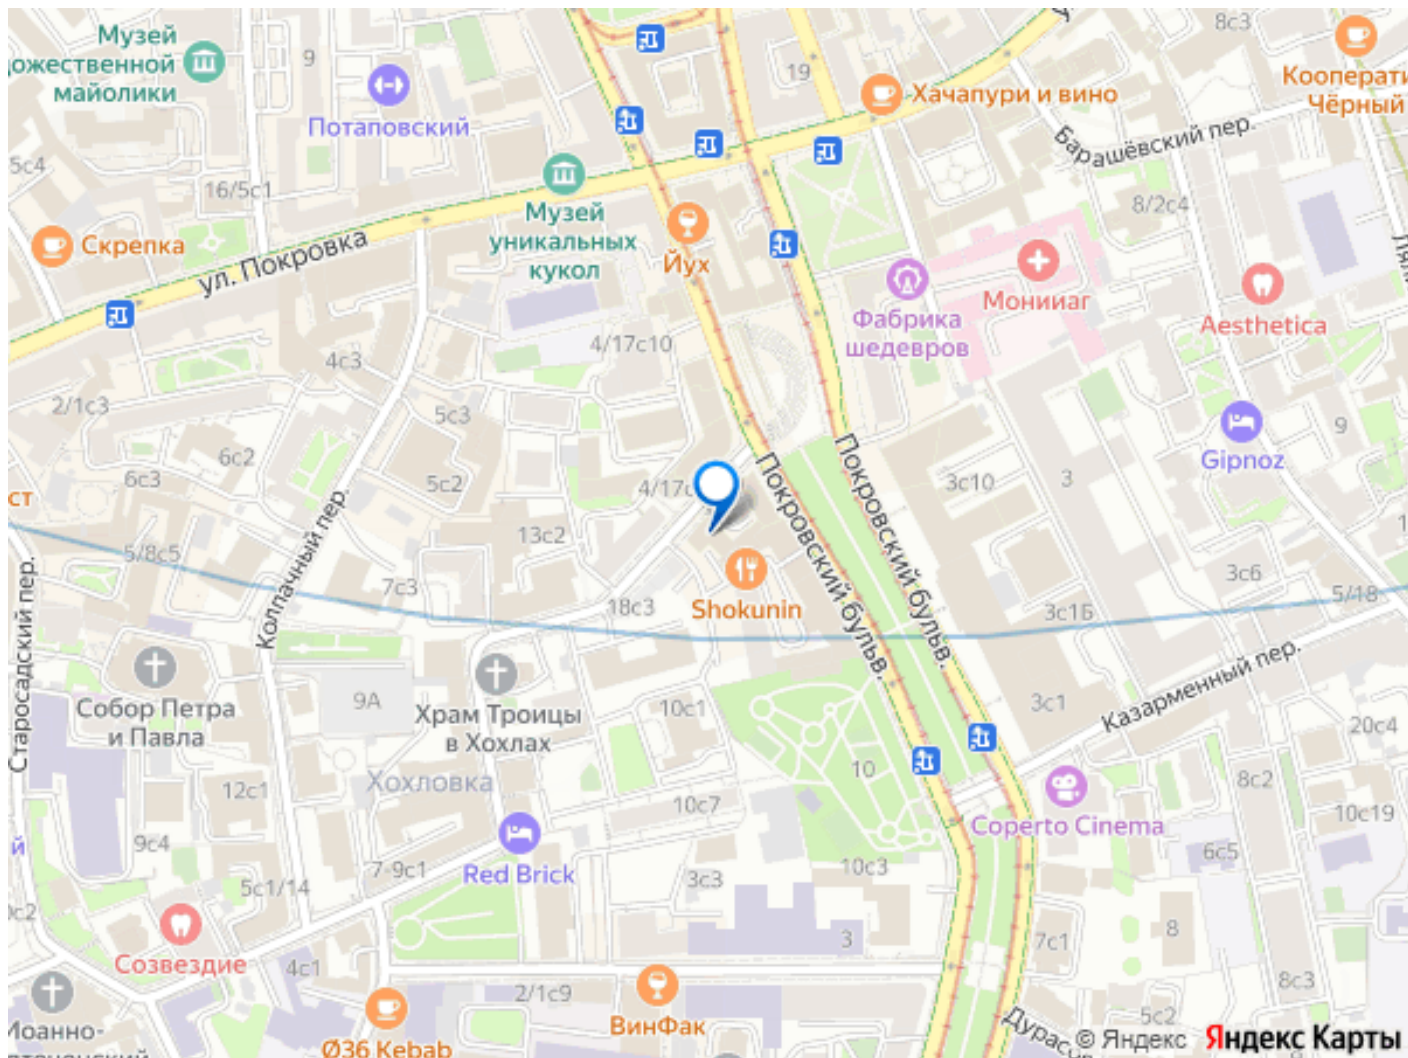 Музей
ожественной
майолики
9
Потаповский
19
8с3
Кооперати
Чёрный
Хачапури и вино
Барашёвский пер.
5с4
16/5с1
Скрепка
ул. Покровка
Музей
уникальных
кукол
Йух
8/2с4
Мониаг
Фабрика
шедевров
Aesthetica
4/17с10
4с3
2/1с3
5с3
6с2
6с3
5с2
ст
Колпачный пер.
4/17с
13с2
Покровский бульв.
Покровский бульв.
3с10
3
9
Gipnoz
5/8с5
7с3
18с3
Shokunin
3с6
3с1Б
5/18
Старосадский пер.
Собор Петра
и Павла
9А
Храм Троицы
в Хохлах
10с1
3с1
Казарменный пер.
20с4
Хохловка
12с1
10
10с7
8с2
Coperto Cinema
10с19
й
9с4
7-9с1
Red Brick
10с3
6с5
5с1/14
3с3
с2
Созвездие
3
7с1
8
4с1
2/1с9
8с3
ВинФак
5с2
Иоанно-
Ø36 Kebab
© Яндекс Яндекс Карты